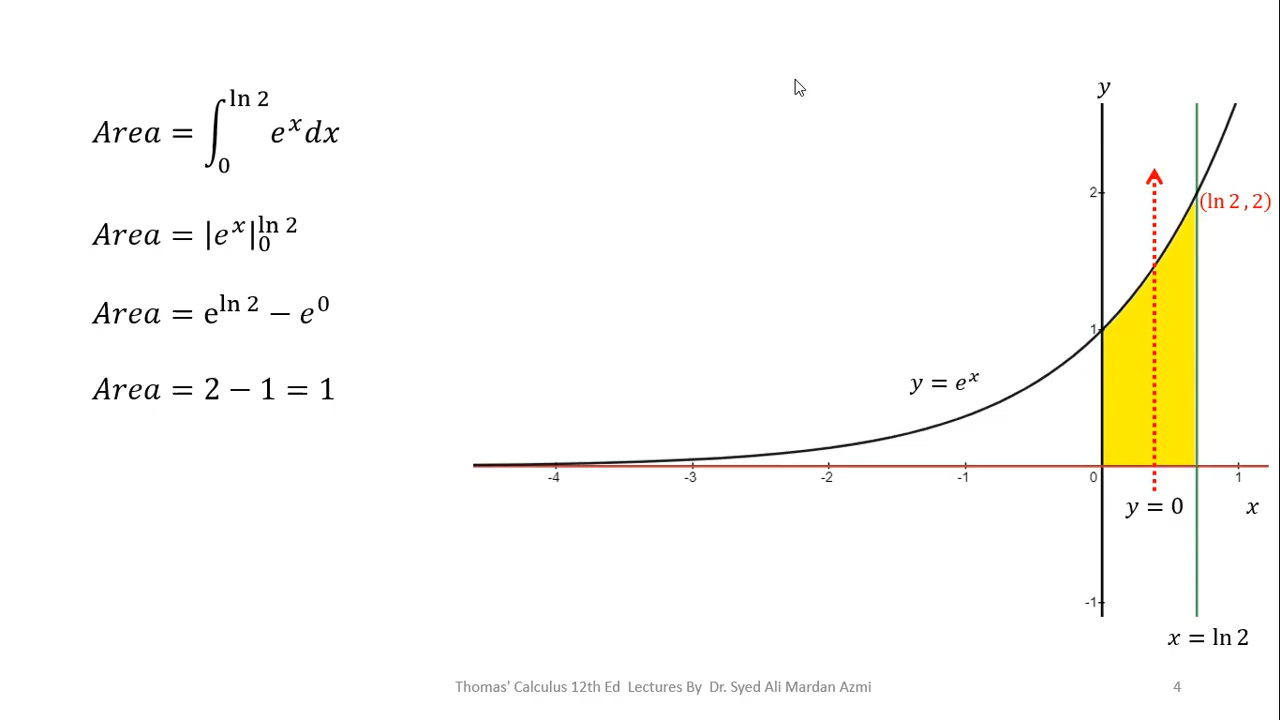 Area = ∫₀^{ln 2} e^x dx
Area = |e^x|₀^{ln 2}
Area = e^{ln 2} − e^0
Area = 2 − 1 = 1
y
2
(ln 2 , 2)
1
y = e^x
-4 -3 -2 -1 0 1
y = 0 x
-1
x = ln 2
Thomas' Calculus 12th Ed Lectures By Dr. Syed Ali Mardan Azmi 4